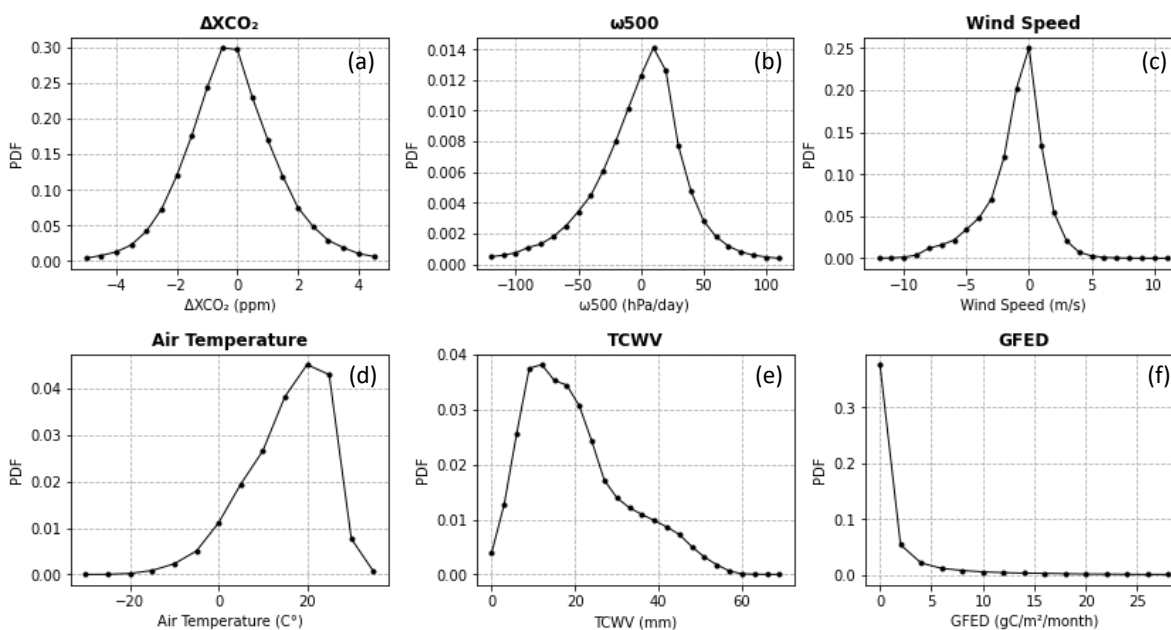 ΔXCO₂
0.30
0.25
0.20
0.15
0.10
0.05
0.00
PDF
(a)
−4 −2 0 2 4
ΔXCO₂ (ppm)
ω500
0.014
0.012
0.010
0.008
0.006
0.004
0.002
0.000
PDF
(b)
−100 −50 0 50 100
ω500 (hPa/day)
Wind Speed
0.25
0.20
0.15
0.10
0.05
0.00
PDF
(c)
−10 −5 0 5 10
Wind Speed (m/s)
Air Temperature
0.04
0.03
0.02
0.01
0.00
PDF
(d)
−20 0 20
Air Temperature (C°)
TCWV
0.04
0.03
0.02
0.01
0.00
PDF
(e)
0 20 40 60
TCWV (mm)
GFED
0.3
0.2
0.1
0.0
PDF
(f)
0 5 10 15 20 25
GFED (gC/m²/month)